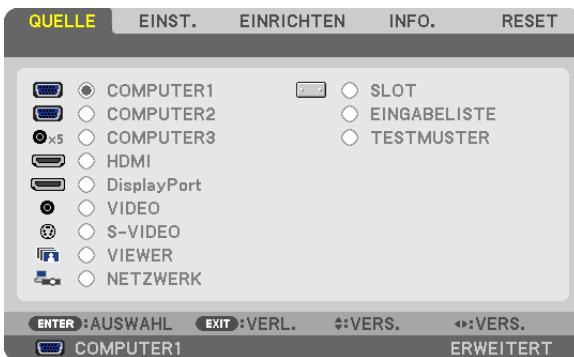 QUELLE EINST. EINRICHTEN INFO. RESET
COMPUTER1
COMPUTER2
×5 COMPUTER3
HDMI
DisplayPort
VIDEO
S-VIDEO
VIEWER
NETZWERK
SLOT
EINGABELISTE
TESTMUSTER
ENTER :AUSWAHL EXIT :VERL. :VERS. :VERS.
COMPUTER1 ERWEITERT